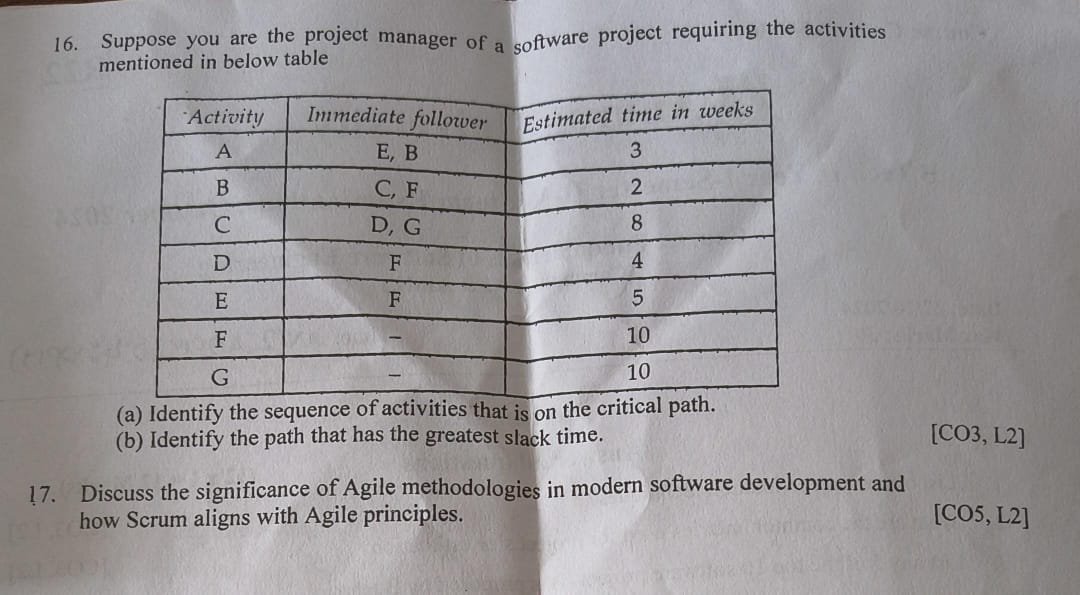 16. Suppose you are the project manager of a software project requiring the activities
mentioned in below table
Activity Immediate follower Estimated time in weeks
A E, B 3
B C, F 2
C D, G 8
D F 4
E F 5
F – 10
G – 10
(a) Identify the sequence of activities that is on the critical path.
(b) Identify the path that has the greatest slack time. [CO3, L2]
17. Discuss the significance of Agile methodologies in modern software development and
how Scrum aligns with Agile principles. [CO5, L2]